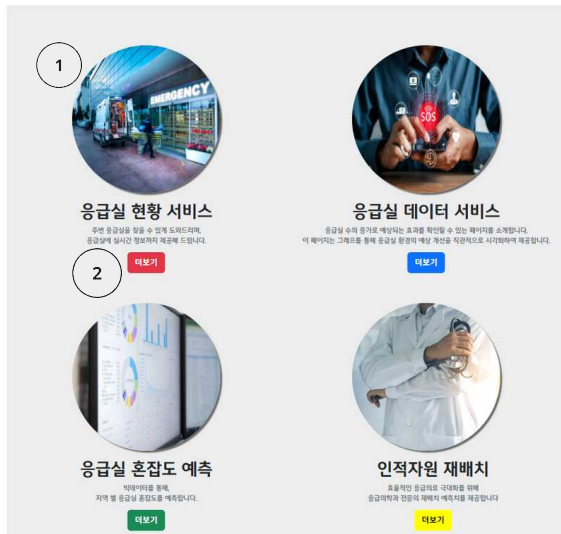 1
EMERGENCY
SOS
응급실 현황 서비스
주변 응급실을 찾을 수 있게 도와드리며,
응급실에 실시간 정보까지 제공해 드립니다.
더보기
응급실 데이터 서비스
응급실 수의 증가로 예상되는 효과를 확인할 수 있는 페이지를 소개합니다.
이 페이지는 그래프를 통해 응급실 환경의 예상 개선을 직관적으로 시각화하여 제공합니다.
더보기
2
응급실 혼잡도 예측
빅데이터를 통해,
지역 별 응급실 혼잡도를 예측합니다.
더보기
인적자원 재배치
효율적인 응급의료 극대화를 위해
응급의학과 전문의 재배치 예측치를 제공합니다
더보기